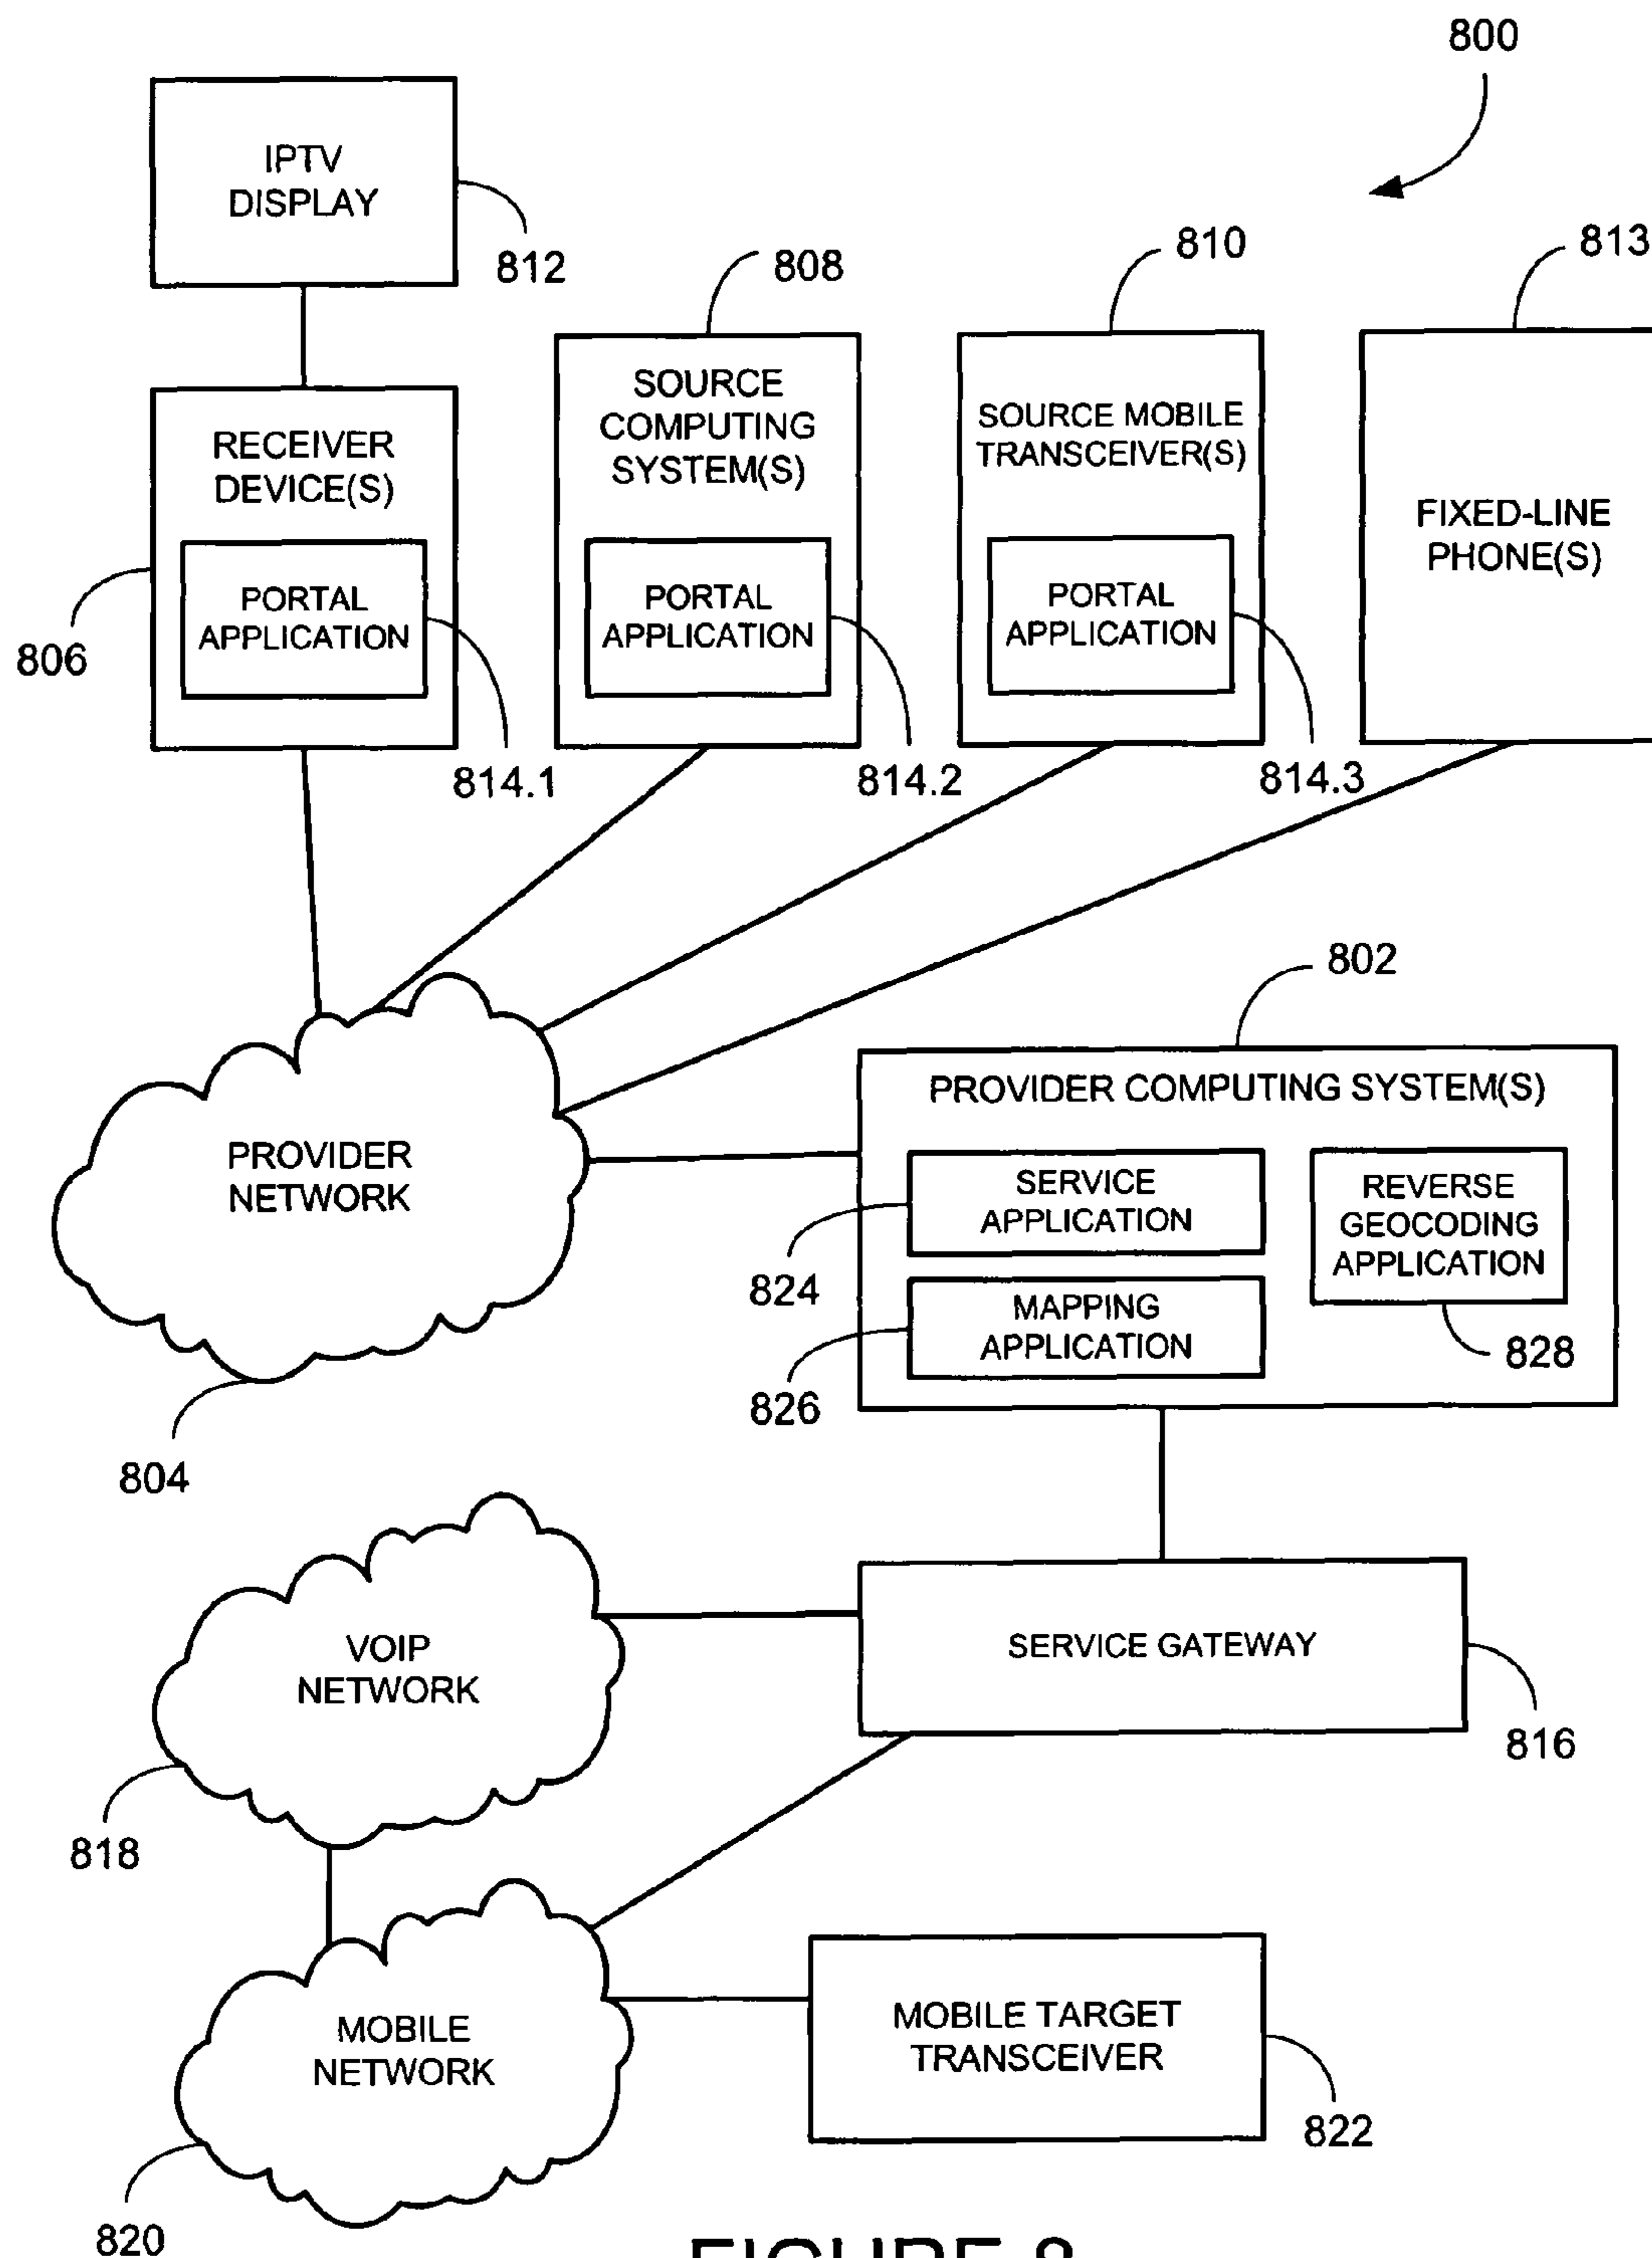 800
IPTV
DISPLAY
812
808
810
813
RECEIVER
DEVICE(S)
PORTAL
APPLICATION
806
814.1
SOURCE
COMPUTING
SYSTEM(S)
PORTAL
APPLICATION
814.2
SOURCE MOBILE
TRANSCEIVER(S)
PORTAL
APPLICATION
814.3
FIXED-LINE
PHONE(S)
802
PROVIDER
NETWORK
804
PROVIDER COMPUTING SYSTEM(S)
SERVICE
APPLICATION
824
MAPPING
APPLICATION
826
REVERSE
GEOCODING
APPLICATION
828
VOIP
NETWORK
818
SERVICE GATEWAY
816
MOBILE
NETWORK
820
MOBILE TARGET
TRANSCEIVER
822
FIGURE 8